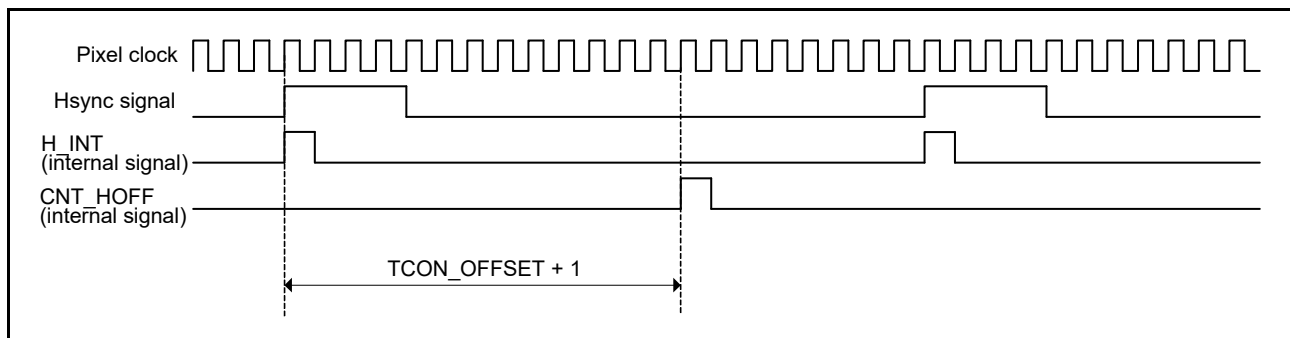 Pixel clock
Hsync signal
H_INT
(internal signal)
CNT_HOFF
(internal signal)
TCON_OFFSET + 1